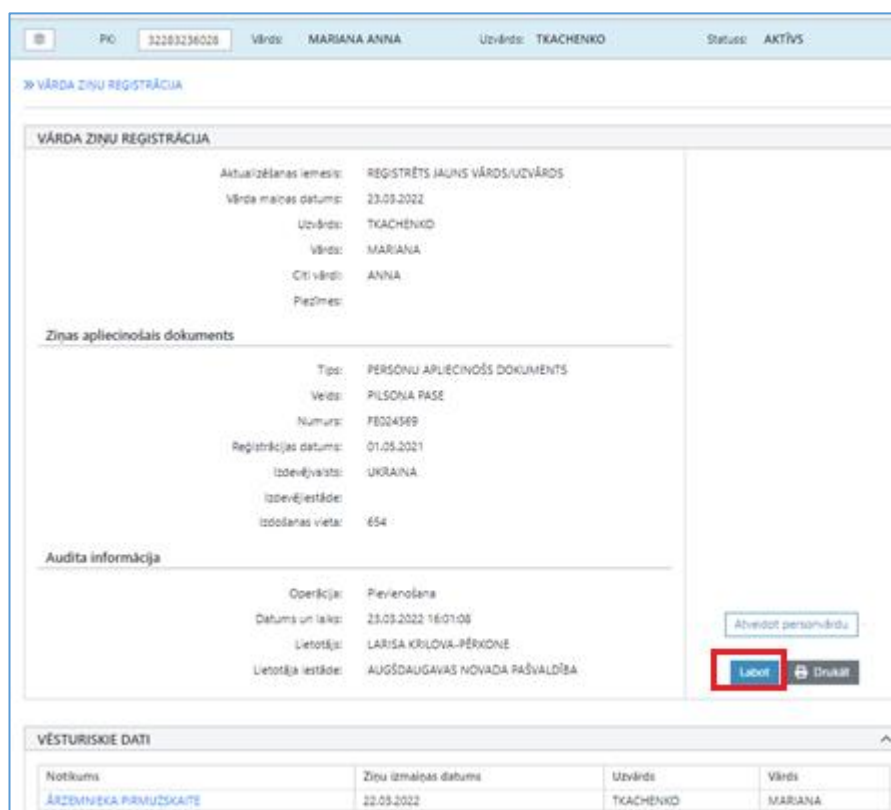 PK: 32283236028 Vārds: MARIANA ANNA Uzvārds: TKACHENKO Statuss: AKTĪVS
» VĀRDA ZIŅU REĢISTRĀCIJA
VĀRDA ZIŅU REĢISTRĀCIJA
Aktualizēšanas iemesls: REĢISTRĒTS JAUNS VĀRDS/UZVĀRDS
Vārda maiņas datums: 23.03.2022
Uzvārds: TKACHENKO
Vārds: MARIANA
Citi vārdi: ANNA
Piezīmes:
Ziņas apliecinošais dokuments
Tips: PERSONU APLIECINOŠS DOKUMENTS
Veids: PILSOŅA PASE
Numurs: FE024569
Reģistrācijas datums: 01.05.2021
Izdevējvalsts: UKRAINA
Izdevējiestāde:
Izdošanas vieta: 654
Audita informācija
Operācija: Pievienošana
Datums un laiks: 23.03.2022 16:01:08
Lietotājs: LARISA KRILOVA-PĒRKONE
Lietotāja iestāde: AUGŠDAUGAVAS NOVADA PAŠVALDĪBA
Atveidot personvārdu
Labot Drukāt
VĒSTURISKIE DATI
Notikums Ziņu izmaiņas datums Uzvārds Vārds
ĀRZEMNIEKA PIRMUZSKAITE 22.03.2022 TKACHENKO MARIANA